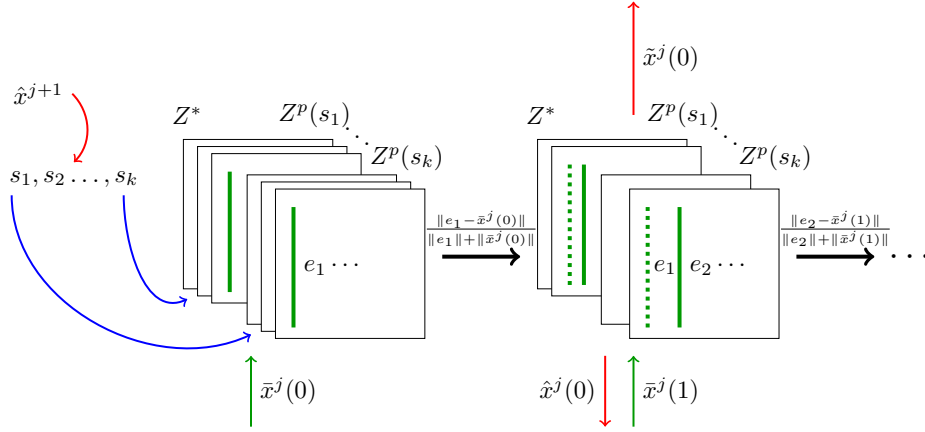 x̃^j(0)
x̂^{j+1}
Z^* Z^p(s_1) ⋱ Z^p(s_k)
Z^* Z^p(s_1) ⋱ Z^p(s_k)
s_1, s_2 …, s_k
‖e_1−x̄^j(0)‖
‖e_1‖+‖x̄^j(0)‖
‖e_2−x̄^j(1)‖
‖e_2‖+‖x̄^j(1)‖
e_1 ⋯
e_1 e_2 ⋯
⋯
x̄^j(0)
x̂^j(0)
x̄^j(1)